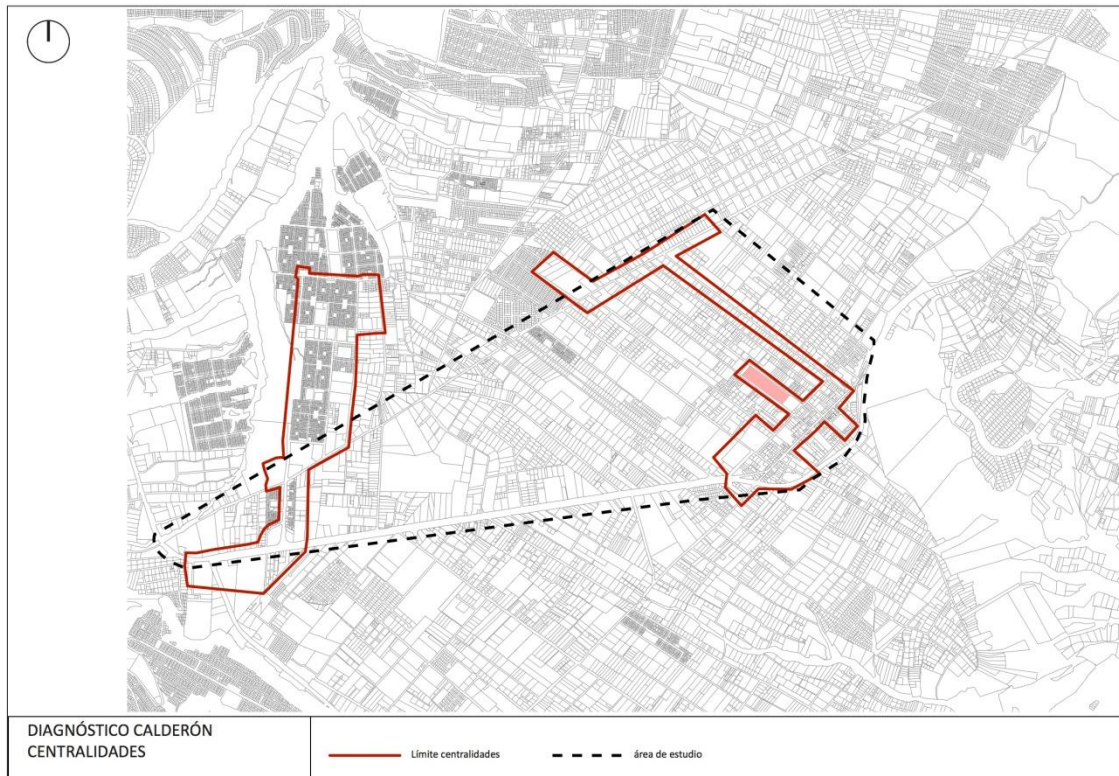 DIAGNÓSTICO CALDERÓN
CENTRALIDADES
Límite centralidades
área de estudio